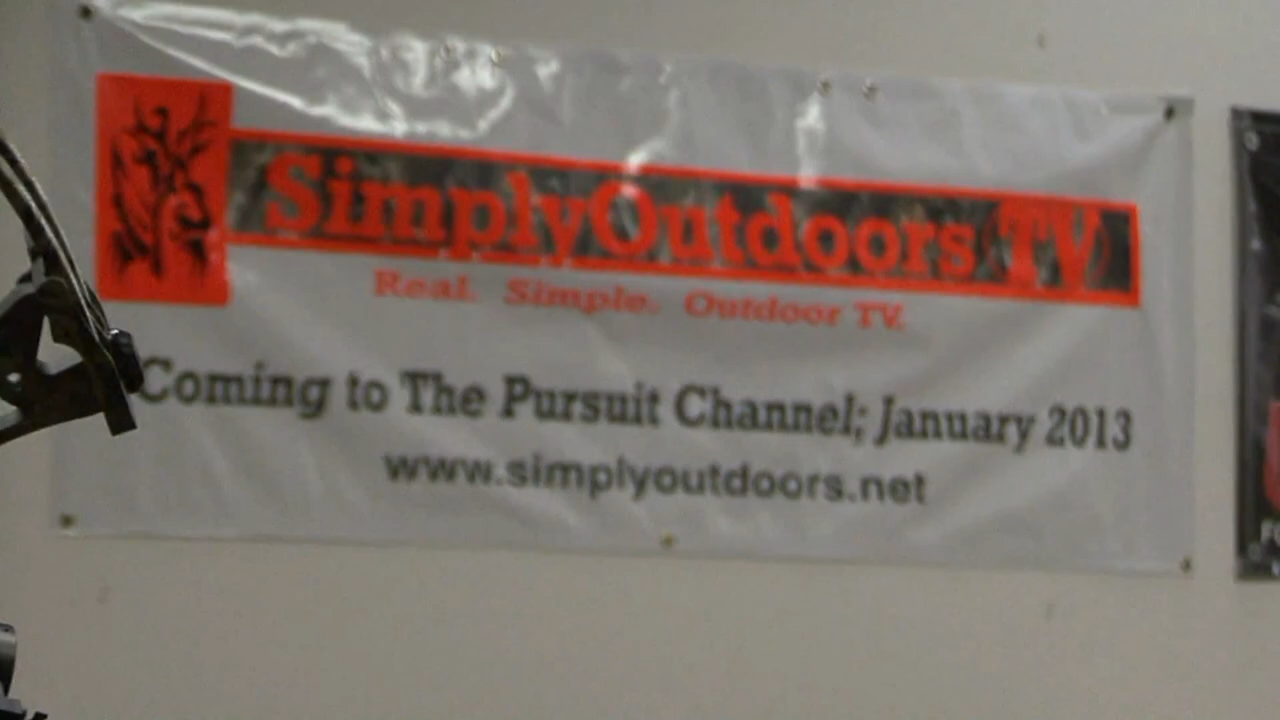 SimplyOutdoors TV
Real. Simple. Outdoor TV.
Coming to The Pursuit Channel; January 2013
www.simplyoutdoors.net